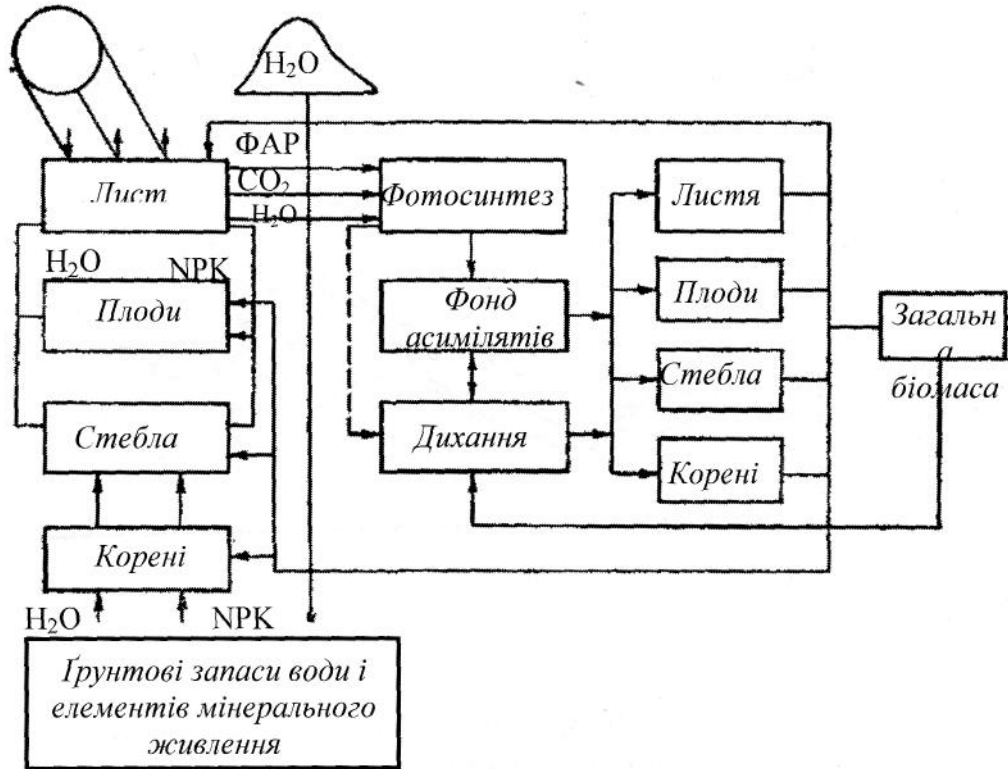 H₂O
ФАР
CO₂
H₂O
Лист
Фотосинтез
Листя
H₂O
NPK
Плоди
Фонд
асимілятів
Плоди
Загальн
а
біомаса
Стебла
Стебла
Дихання
Корені
Корені
H₂O
NPK
Ґрунтові запаси води і
елементів мінерального
живлення